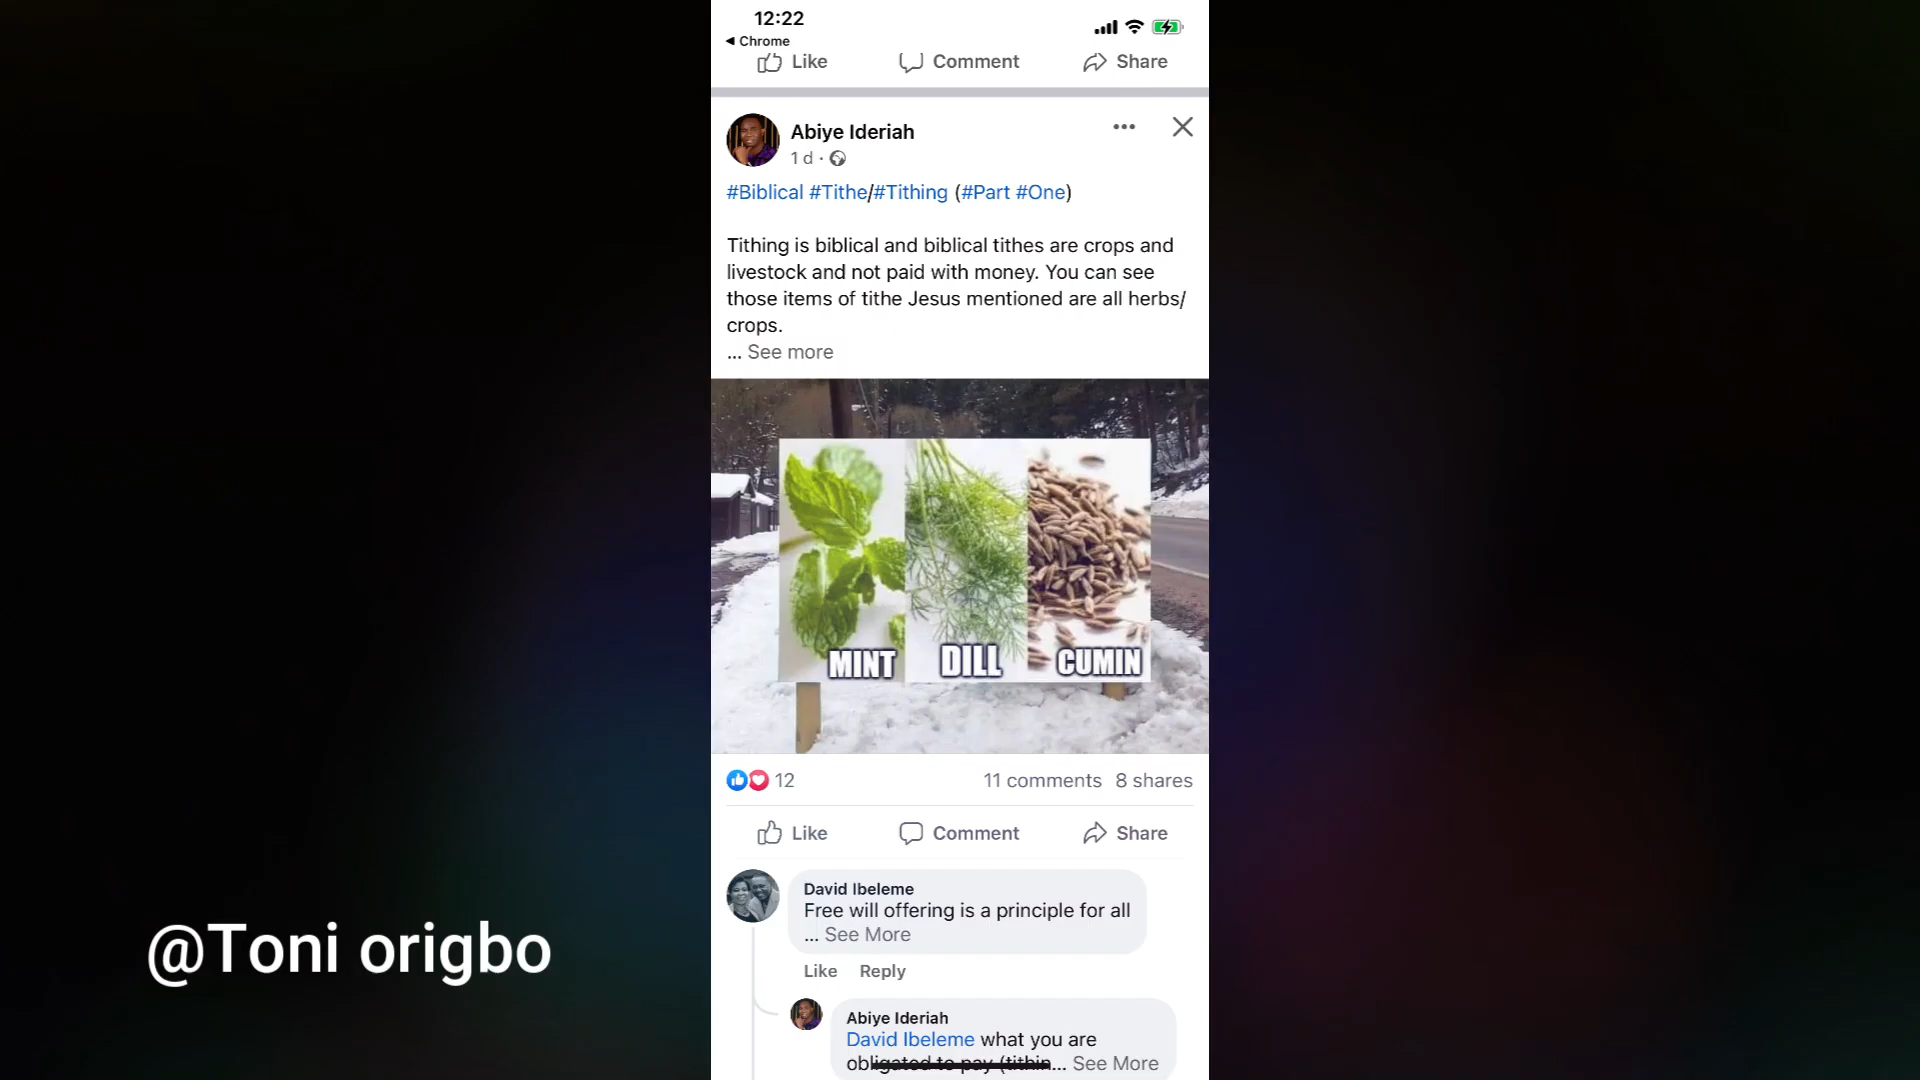 12:22
Chrome
Like Comment Share
Abiye Ideriah
1 d ·
#Biblical #Tithe/#Tithing (#Part #One)
Tithing is biblical and biblical tithes are crops and
livestock and not paid with money. You can see
those items of tithe Jesus mentioned are all herbs/
crops.
... See more
MINT DILL CUMIN
12 11 comments 8 shares
Like Comment Share
David Ibeleme
Free will offering is a principle for all
... See More
Like Reply
Abiye Ideriah
David Ibeleme what you are
obligated to pay (tithin... See More
@Toni origbo